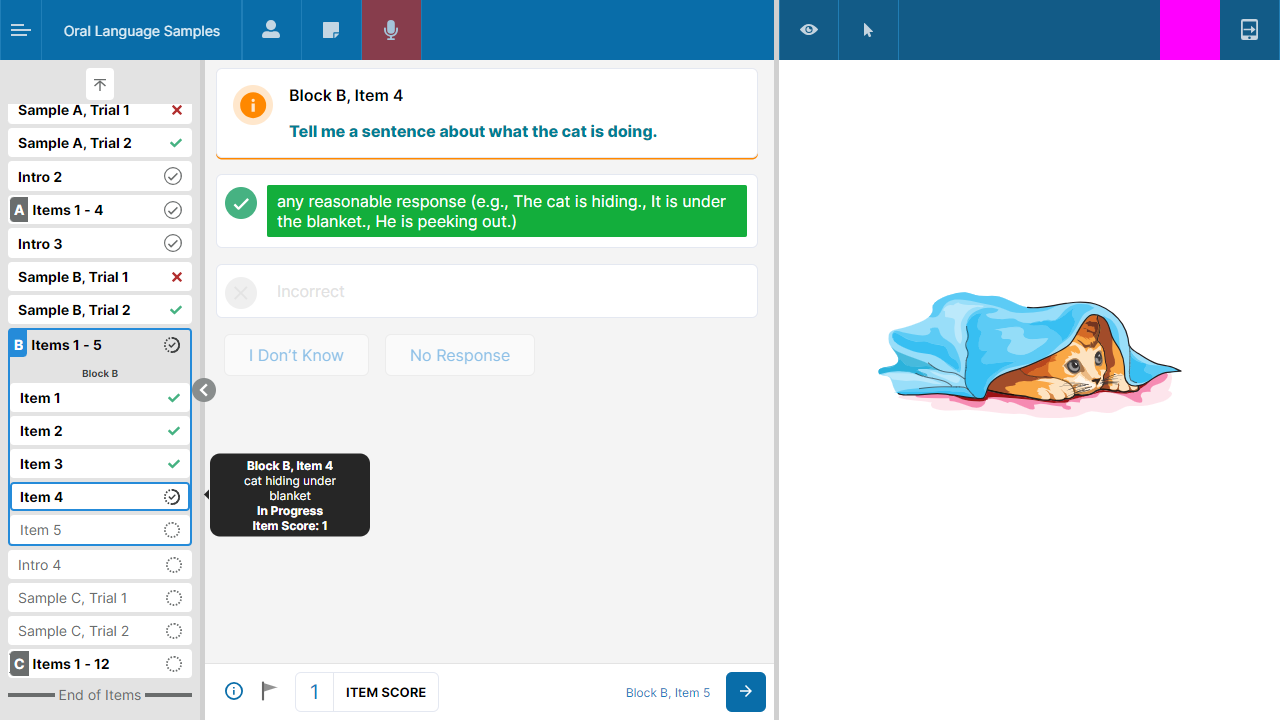 Oral Language Samples
Sample A, Trial 1
Sample A, Trial 2
Intro 2
A Items 1 - 4
Intro 3
Sample B, Trial 1
Sample B, Trial 2
B Items 1 - 5
Block B
Item 1
Item 2
Item 3
Item 4
Item 5
Intro 4
Sample C, Trial 1
Sample C, Trial 2
C Items 1 - 12
End of Items
Block B, Item 4
Tell me a sentence about what the cat is doing.
any reasonable response (e.g., The cat is hiding., It is under
the blanket., He is peeking out.)
Incorrect
I Don't Know
No Response
Block B, Item 4
cat hiding under
blanket
In Progress
Item Score: 1
1 ITEM SCORE
Block B, Item 5